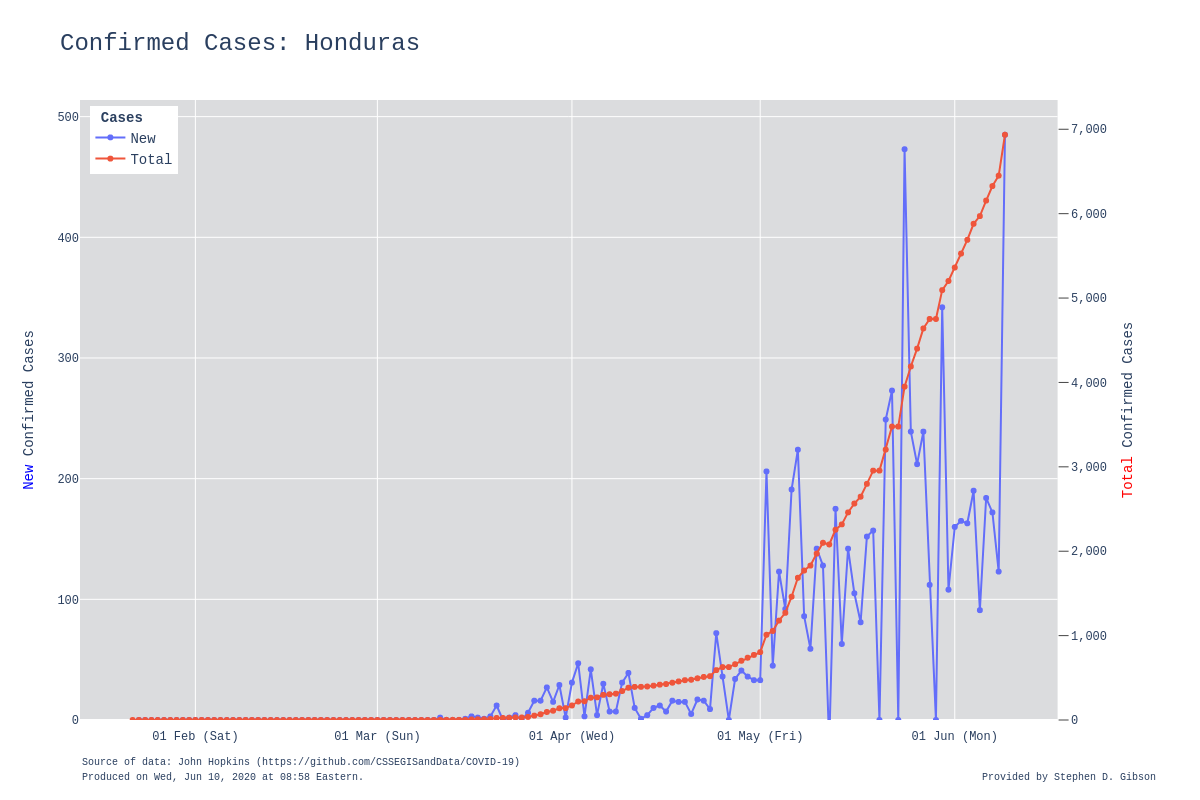 Confirmed Cases: Honduras
Cases
New
Total
500
400
300
200
100
0
New Confirmed Cases
7,000
6,000
5,000
4,000
3,000
2,000
1,000
0
Total Confirmed Cases
01 Feb (Sat)
01 Mar (Sun)
01 Apr (Wed)
01 May (Fri)
01 Jun (Mon)
Source of data: John Hopkins (https://github.com/CSSEGISandData/COVID-19)
Produced on Wed, Jun 10, 2020 at 08:58 Eastern.
Provided by Stephen D. Gibson